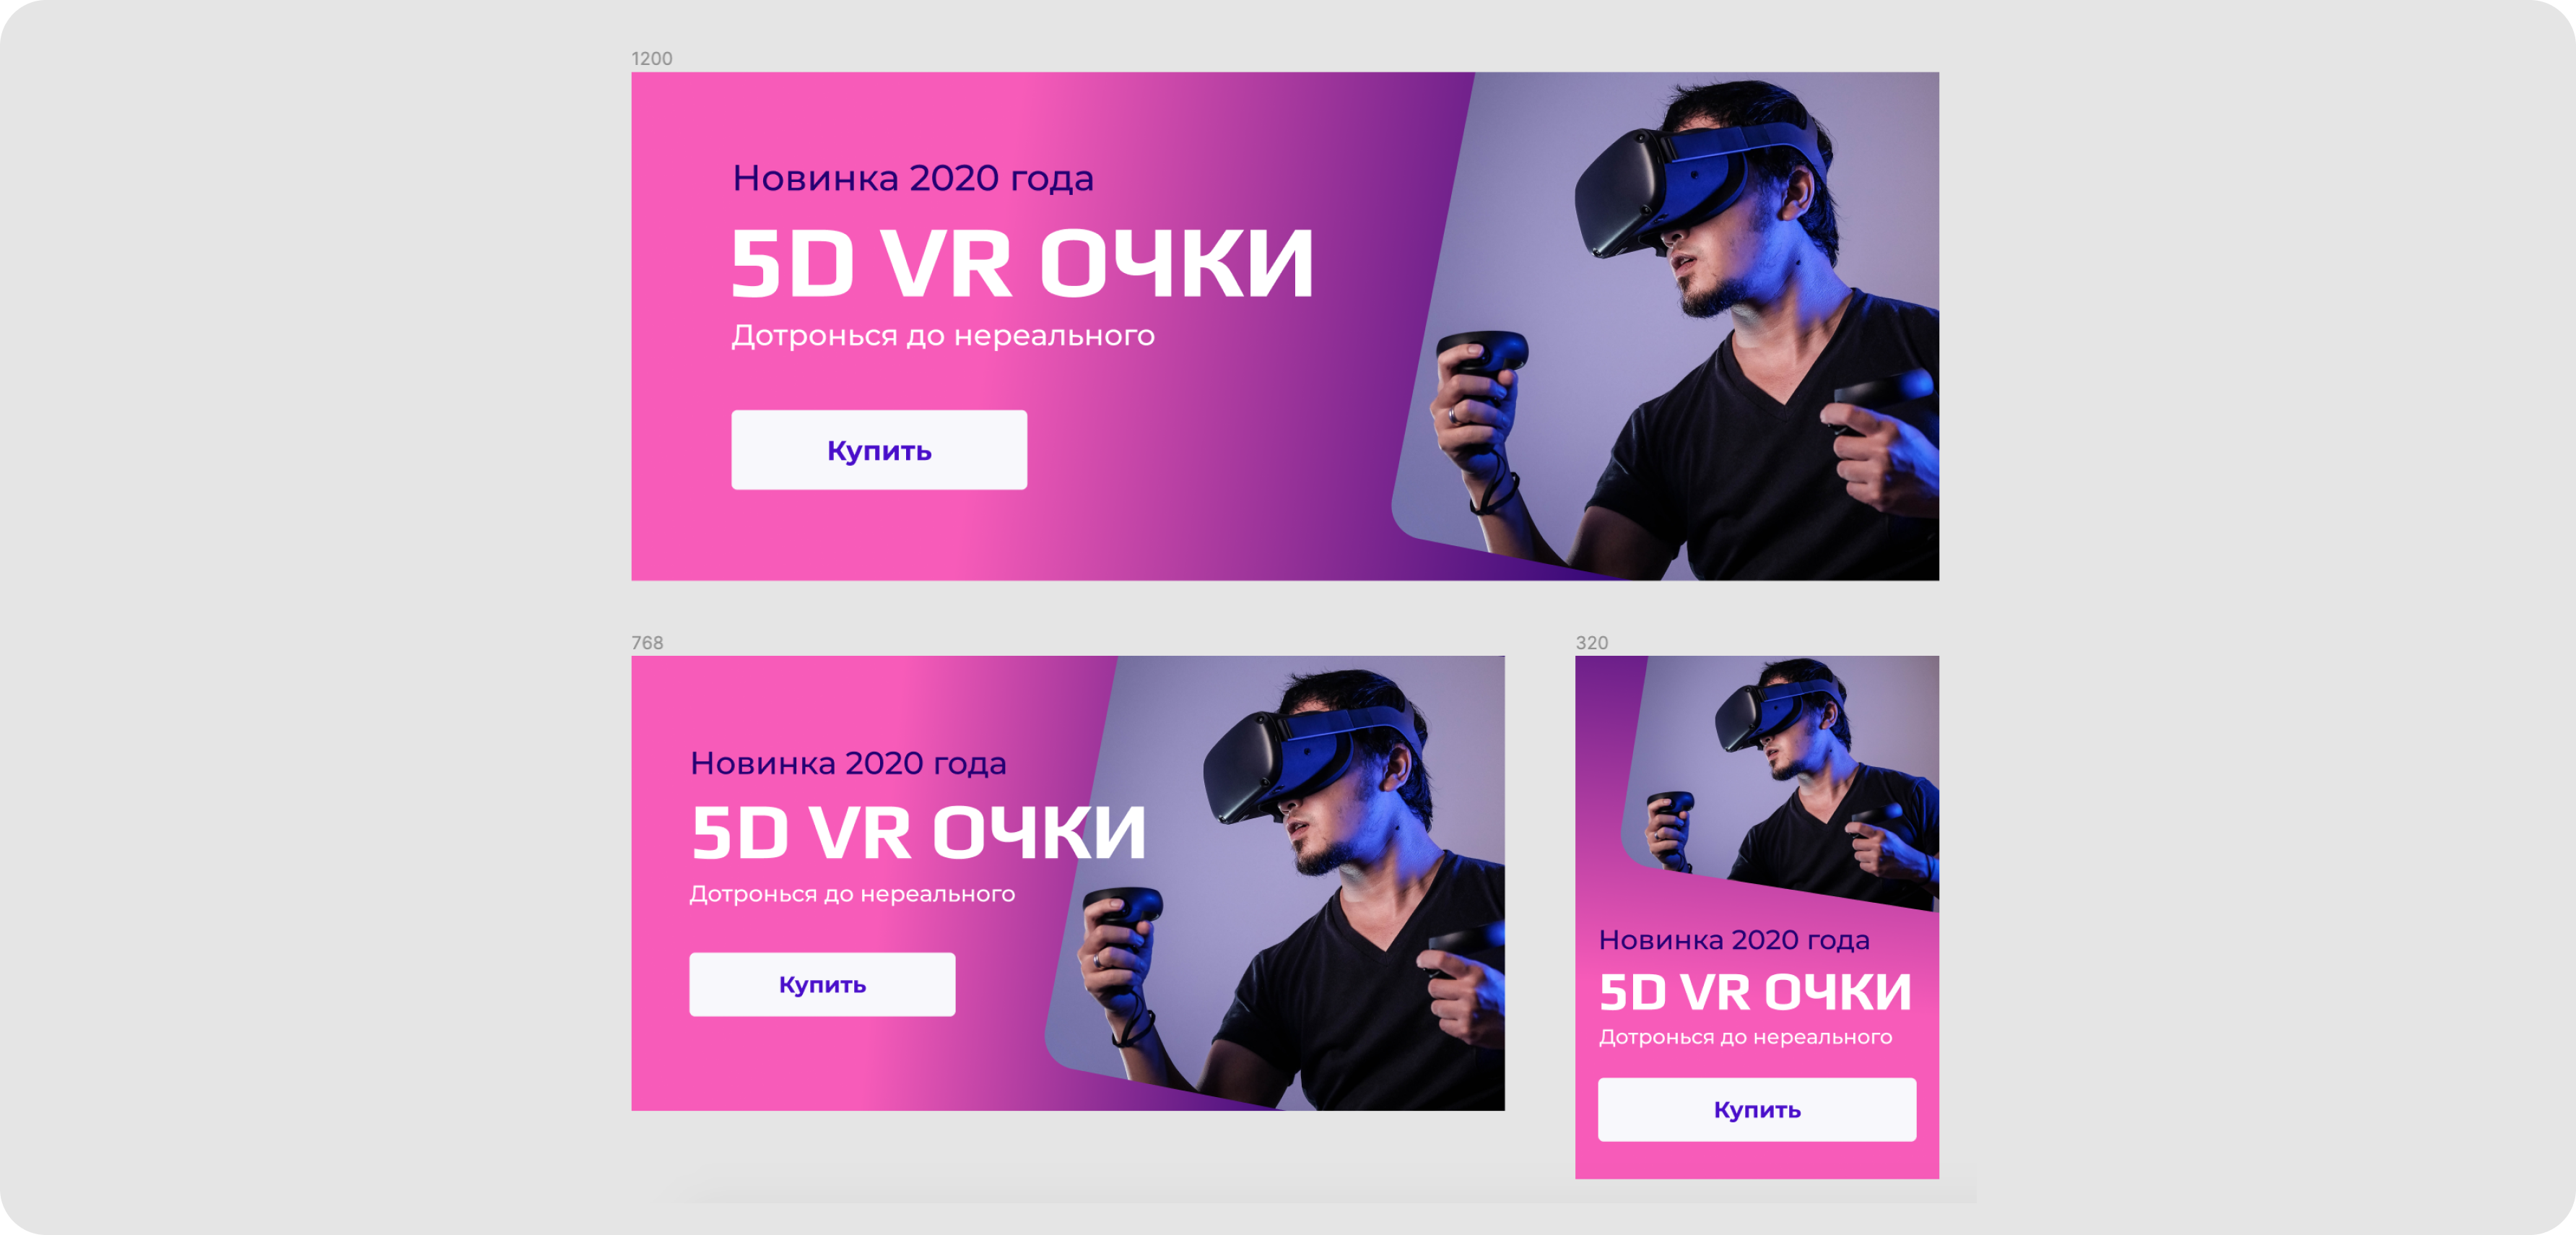 1200
Новинка 2020 года
5D VR ОЧКИ
Дотронься до нереального
Купить
768
Новинка 2020 года
5D VR ОЧКИ
Дотронься до нереального
Купить
320
Новинка 2020 года
5D VR ОЧКИ
Дотронься до нереального
Купить